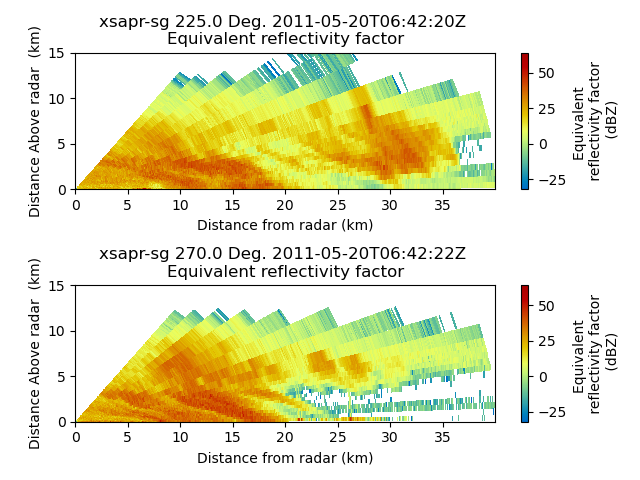 xsapr-sg 225.0 Deg. 2011-05-20T06:42:20Z
Equivalent reflectivity factor
Distance Above radar  (km)
15
10
5
0
0 5 10 15 20 25 30 35
Distance from radar (km)
50
25
0
−25
Equivalent
reflectivity factor
(dBZ)
xsapr-sg 270.0 Deg. 2011-05-20T06:42:22Z
Equivalent reflectivity factor
Distance Above radar  (km)
15
10
5
0
0 5 10 15 20 25 30 35
Distance from radar (km)
50
25
0
−25
Equivalent
reflectivity factor
(dBZ)